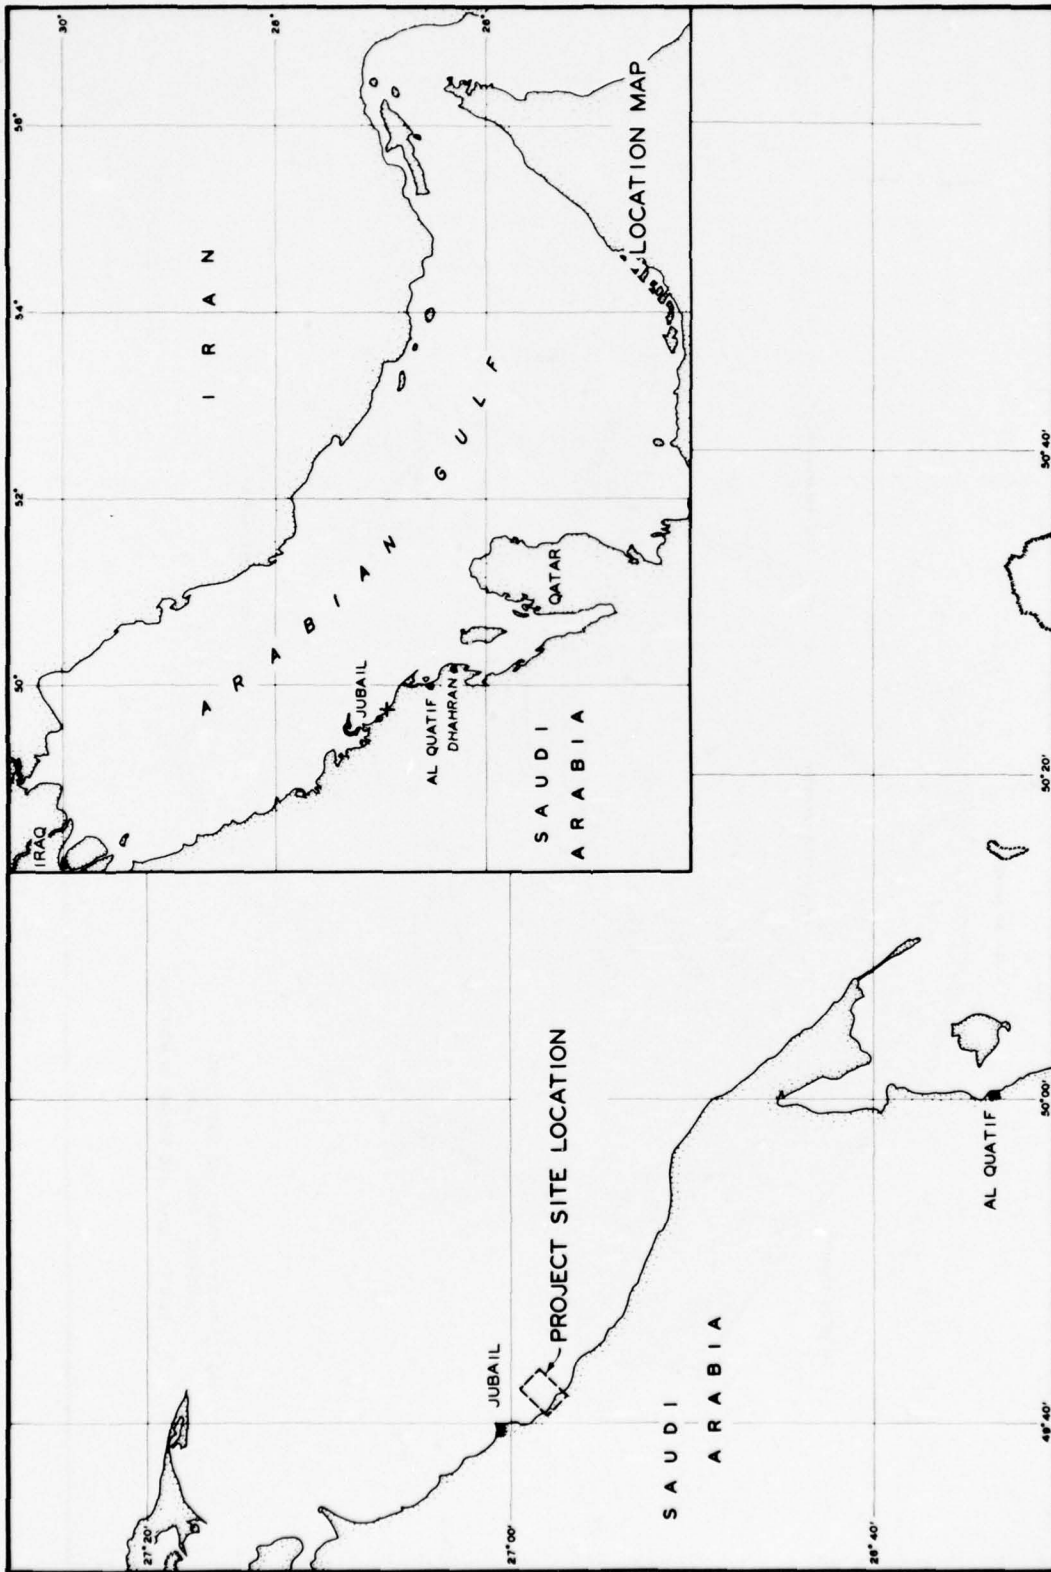 30°
28°
26°
52°
54°
56°
50°
IRAN
IRAQ
ARABIAN GULF
JUBAIL
AL QUATIF
DHAHRAN
QATAR
SAUDI
ARABIA
LOCATION MAP
27°20'
27°00'
26°40'
49°40'
50°00'
50°20'
50°40'
JUBAIL
PROJECT SITE LOCATION
AL QUATIF
SAUDI
ARABIA